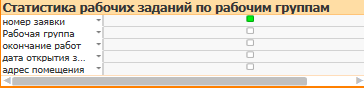 Статистика рабочих заданий по рабочим группам
номер заявки
Рабочая группа
окончание работ
дата открытия з...
адрес помещения